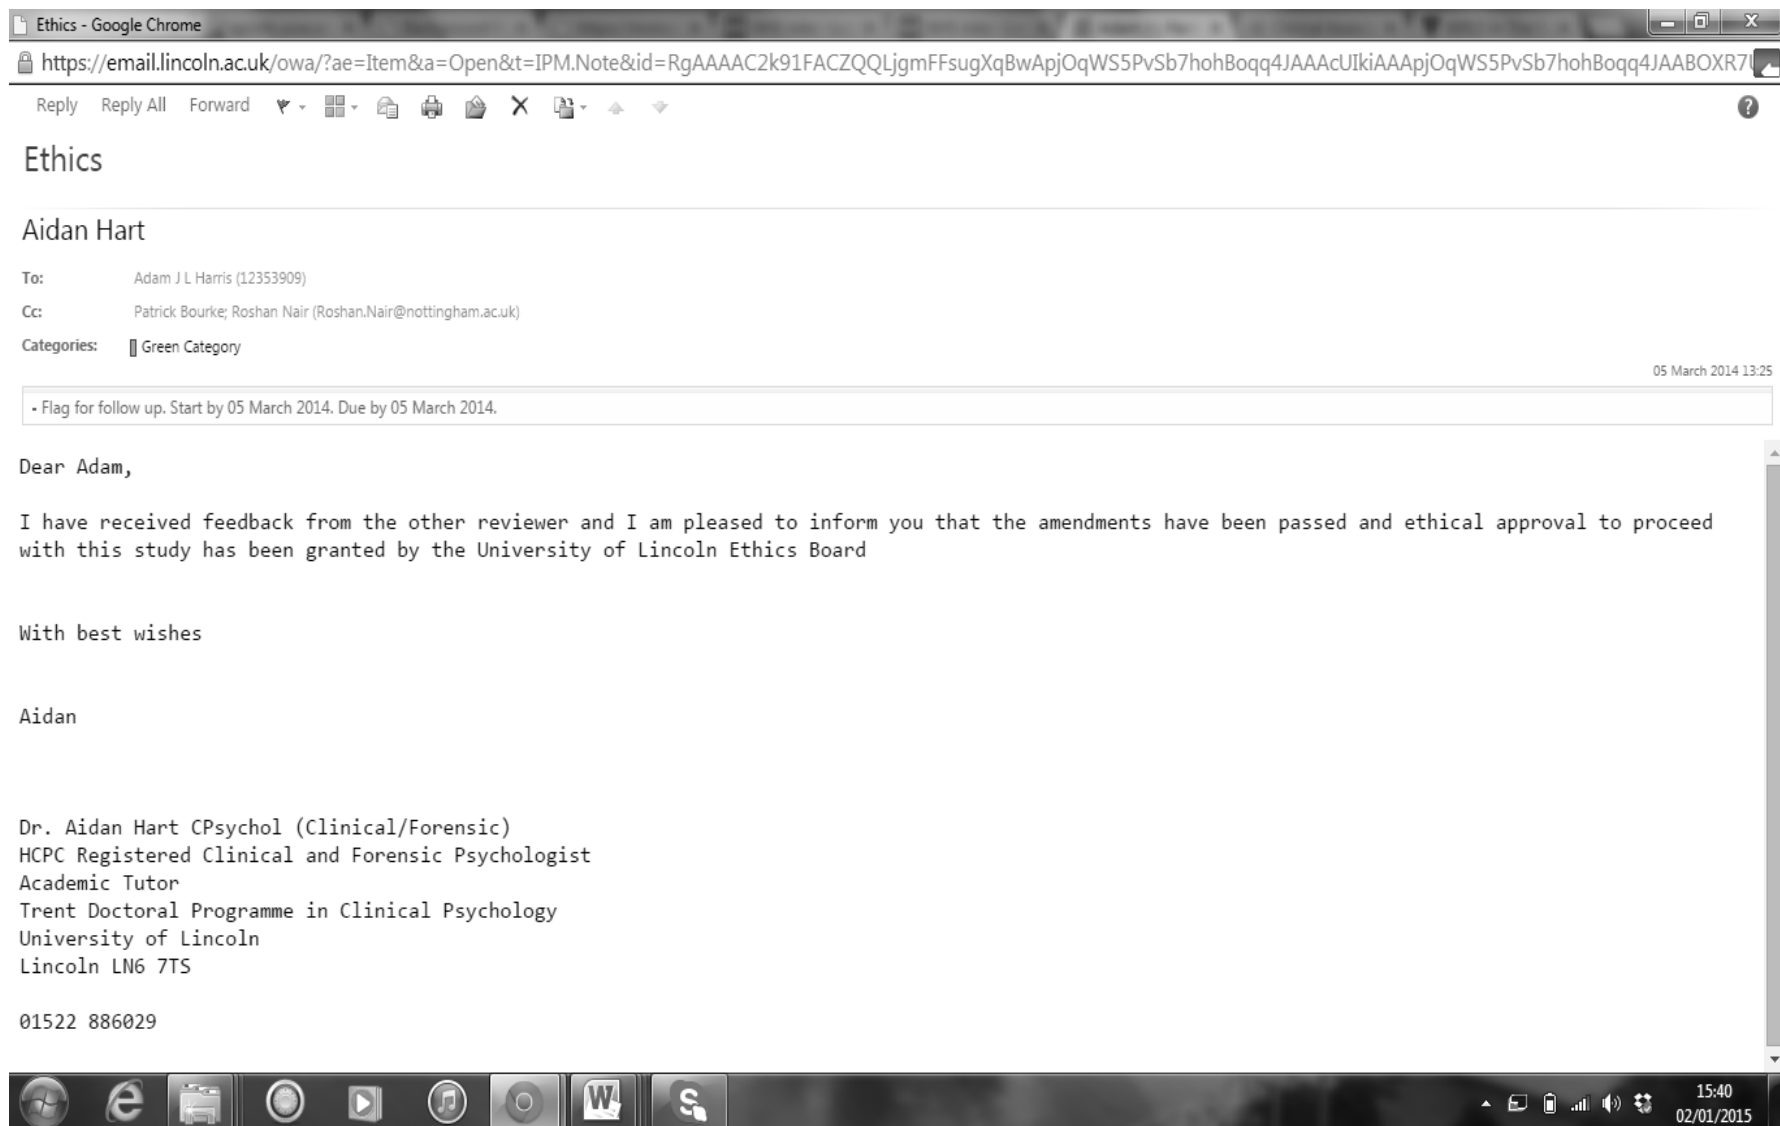 Ethics - Google Chrome
https://email.lincoln.ac.uk/owa/?ae=Item&a=Open&t=IPM.Note&id=RgAAAAC2k91FACZQQLjgmFFsugXqBwApjOqWS5PvSb7hohBoqq4JAAAcUIkiAAApjOqWS5PvSb7hohBoqq4JAABOXR7U
Reply Reply All Forward
Ethics
Aidan Hart
To: Adam J L Harris (12353909)
Cc: Patrick Bourke; Roshan Nair (Roshan.Nair@nottingham.ac.uk)
Categories: Green Category
05 March 2014 13:25
- Flag for follow up. Start by 05 March 2014. Due by 05 March 2014.
Dear Adam,
I have received feedback from the other reviewer and I am pleased to inform you that the amendments have been passed and ethical approval to proceed
with this study has been granted by the University of Lincoln Ethics Board
With best wishes
Aidan
Dr. Aidan Hart CPsychol (Clinical/Forensic)
HCPC Registered Clinical and Forensic Psychologist
Academic Tutor
Trent Doctoral Programme in Clinical Psychology
University of Lincoln
Lincoln LN6 7TS
01522 886029
15:40
02/01/2015